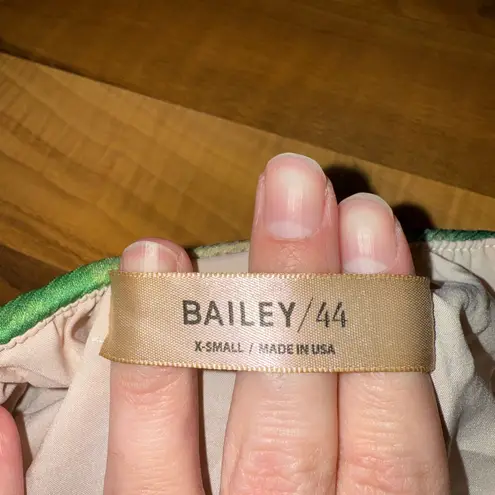 BAILEY/44
X-SMALL / MADE IN USA